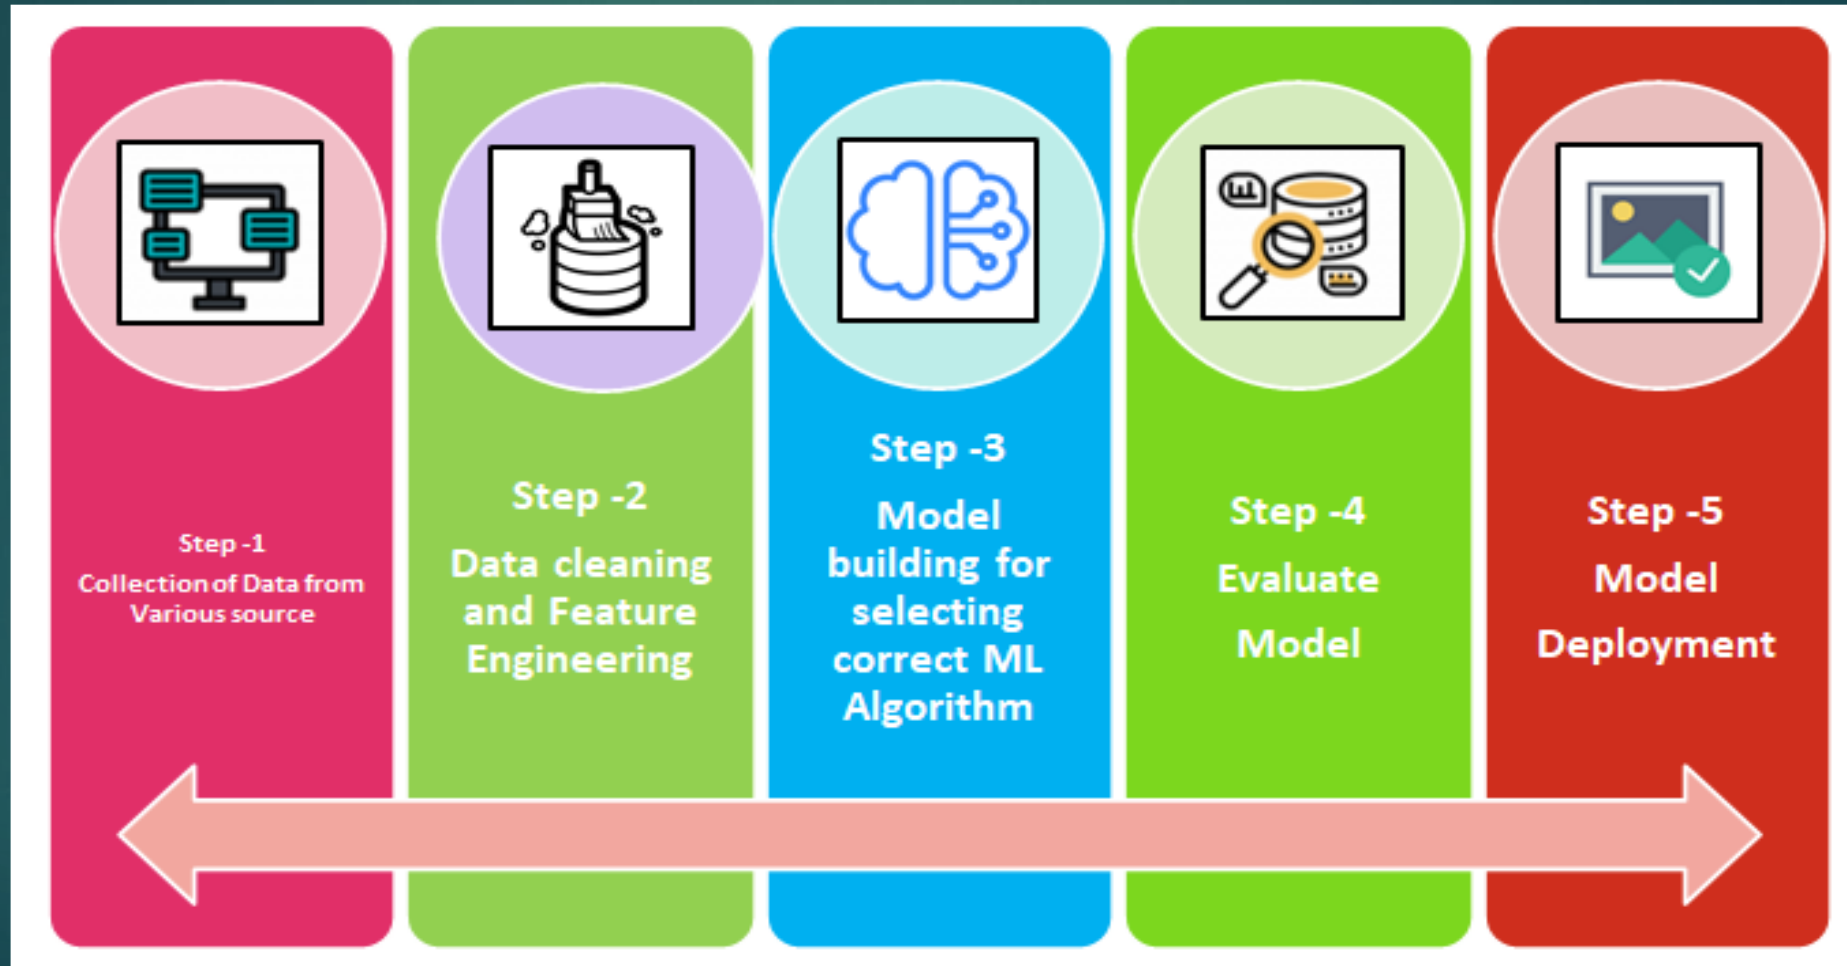 Step -1
Collection of Data from
Various source
Step -2
Data cleaning
and Feature
Engineering
Step -3
Model
building for
selecting
correct ML
Algorithm
Step -4
Evaluate
Model
Step -5
Model
Deployment